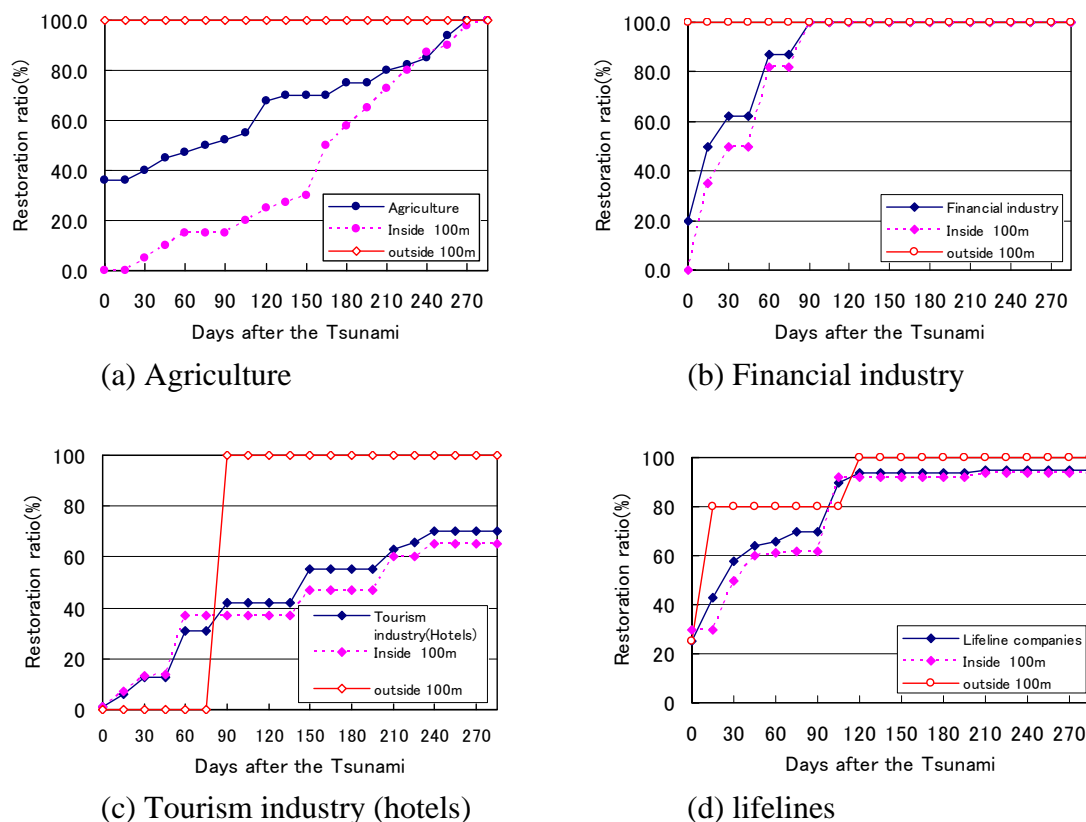 100.0
80.0
60.0
40.0
20.0
0.0
Restoration ratio(%)
Agriculture
Inside 100m
outside 100m
0 30 60 90 120 150 180 210 240 270
Days after the Tsunami
(a) Agriculture
100.0
80.0
60.0
40.0
20.0
0.0
Restoration ratio(%)
Financial industry
Inside 100m
outside 100m
0 30 60 90 120 150 180 210 240 270
Days after the Tsunami
(b) Financial industry
100
80
60
40
20
0
Restoration ratio(%)
Tourism
industry(Hotels)
Inside 100m
outside 100m
0 30 60 90 120 150 180 210 240 270
Days after the Tsunami
(c) Tourism industry (hotels)
100
80
60
40
20
0
Restoration ratio(%)
Lifeline companies
Inside 100m
outside 100m
0 30 60 90 120 150 180 210 240 270
Days after the Tsunami
(d) lifelines